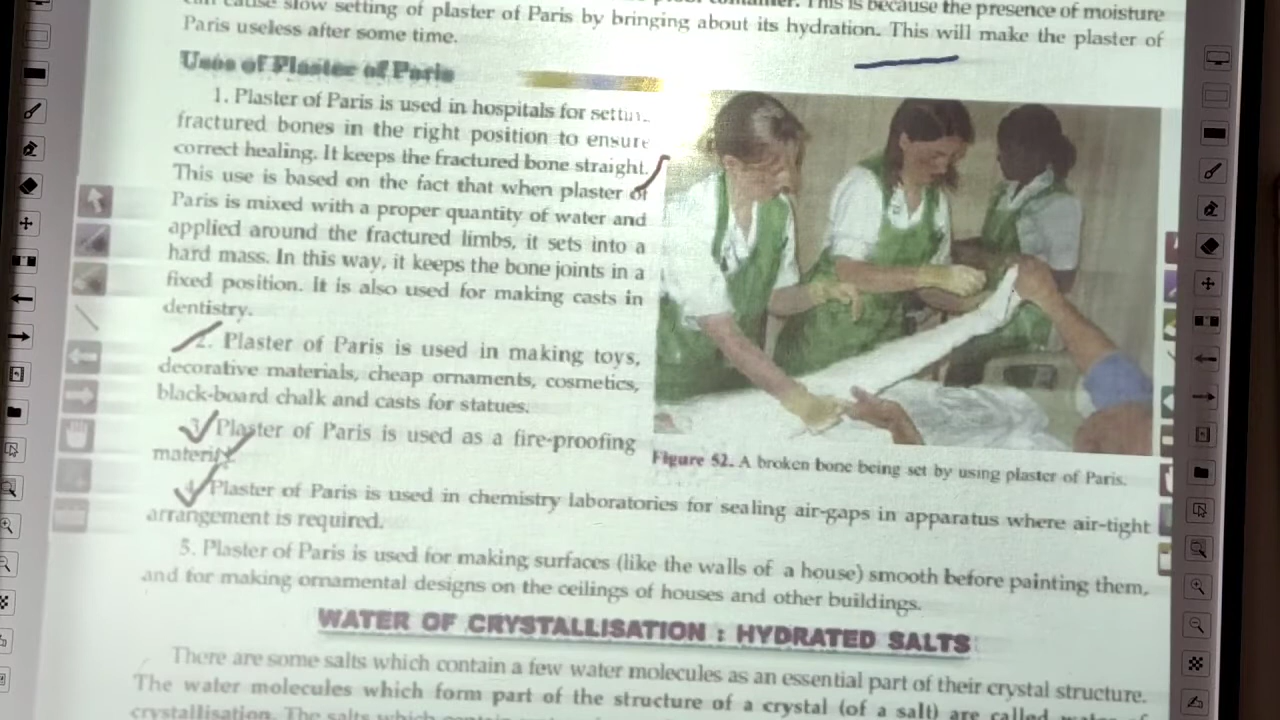 cause slow setting of plaster of Paris by bringing about its hydration. This will make the plaster of
This is because the presence of moisture
Paris useless after some time.
Uses of Plaster of Paris
1. Plaster of Paris is used in hospitals for
fractured bones in the right position to ensure
correct healing. It keeps the fractured bone straight.
This use is based on the fact that when plaster of
Paris is mixed with a proper quantity of water and
applied around the fractured limbs, it sets into a
hard mass. In this way, it keeps the bone joints in a
fixed position. It is also used for making casts in
dentistry.
2. Plaster of Paris is used in making toys,
decorative materials, cheap ornaments, cosmetics,
black-board chalk and casts for statues.
3. Plaster of Paris is used as a fire-proofing
material.
Figure 52. A broken bone being set by using plaster of Paris.
4. Plaster of Paris is used in chemistry laboratories for sealing air-gaps in apparatus where air-tight
arrangement is required.
5. Plaster of Paris is used for making surfaces (like the walls of a house) smooth before painting them,
and for making ornamental designs on the ceilings of houses and other buildings.
WATER OF CRYSTALLISATION : HYDRATED SALTS
There are some salts which contain a few water molecules as an essential part of their crystal structure.
The water molecules which form part of the structure of a crystal (of a salt) are called water of
crystallisation. The salts which